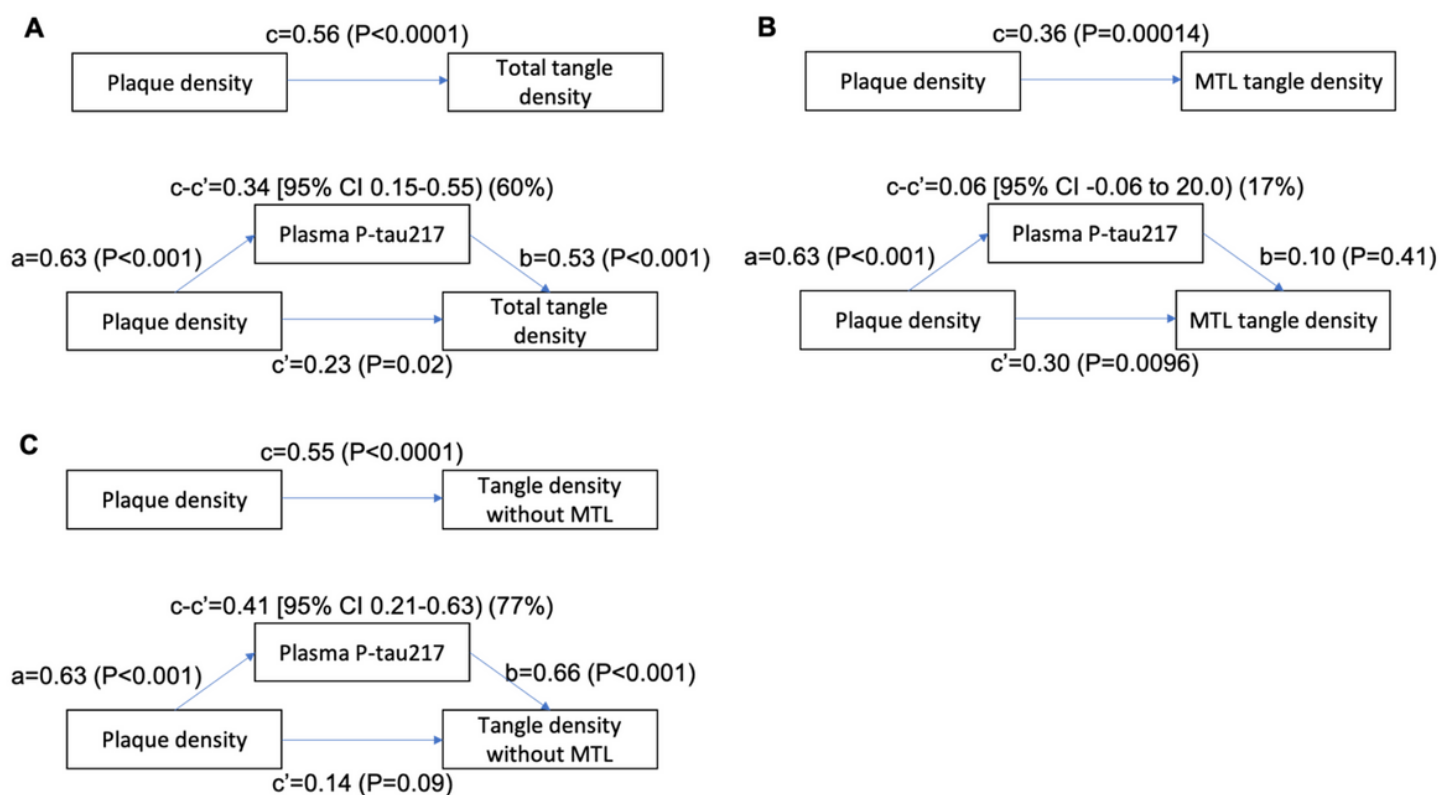 A
c=0.56 (P<0.0001)
Plaque density
Total tangle
density
c-c’=0.34 [95% CI 0.15-0.55) (60%)
Plasma P-tau217
a=0.63 (P<0.001)
b=0.53 (P<0.001)
Plaque density
Total tangle
density
c’=0.23 (P=0.02)
B
c=0.36 (P=0.00014)
Plaque density
MTL tangle density
c-c’=0.06 [95% CI -0.06 to 20.0) (17%)
Plasma P-tau217
a=0.63 (P<0.001)
b=0.10 (P=0.41)
Plaque density
MTL tangle density
c’=0.30 (P=0.0096)
C
c=0.55 (P<0.0001)
Plaque density
Tangle density
without MTL
c-c’=0.41 [95% CI 0.21-0.63) (77%)
Plasma P-tau217
a=0.63 (P<0.001)
b=0.66 (P<0.001)
Plaque density
Tangle density
without MTL
c’=0.14 (P=0.09)